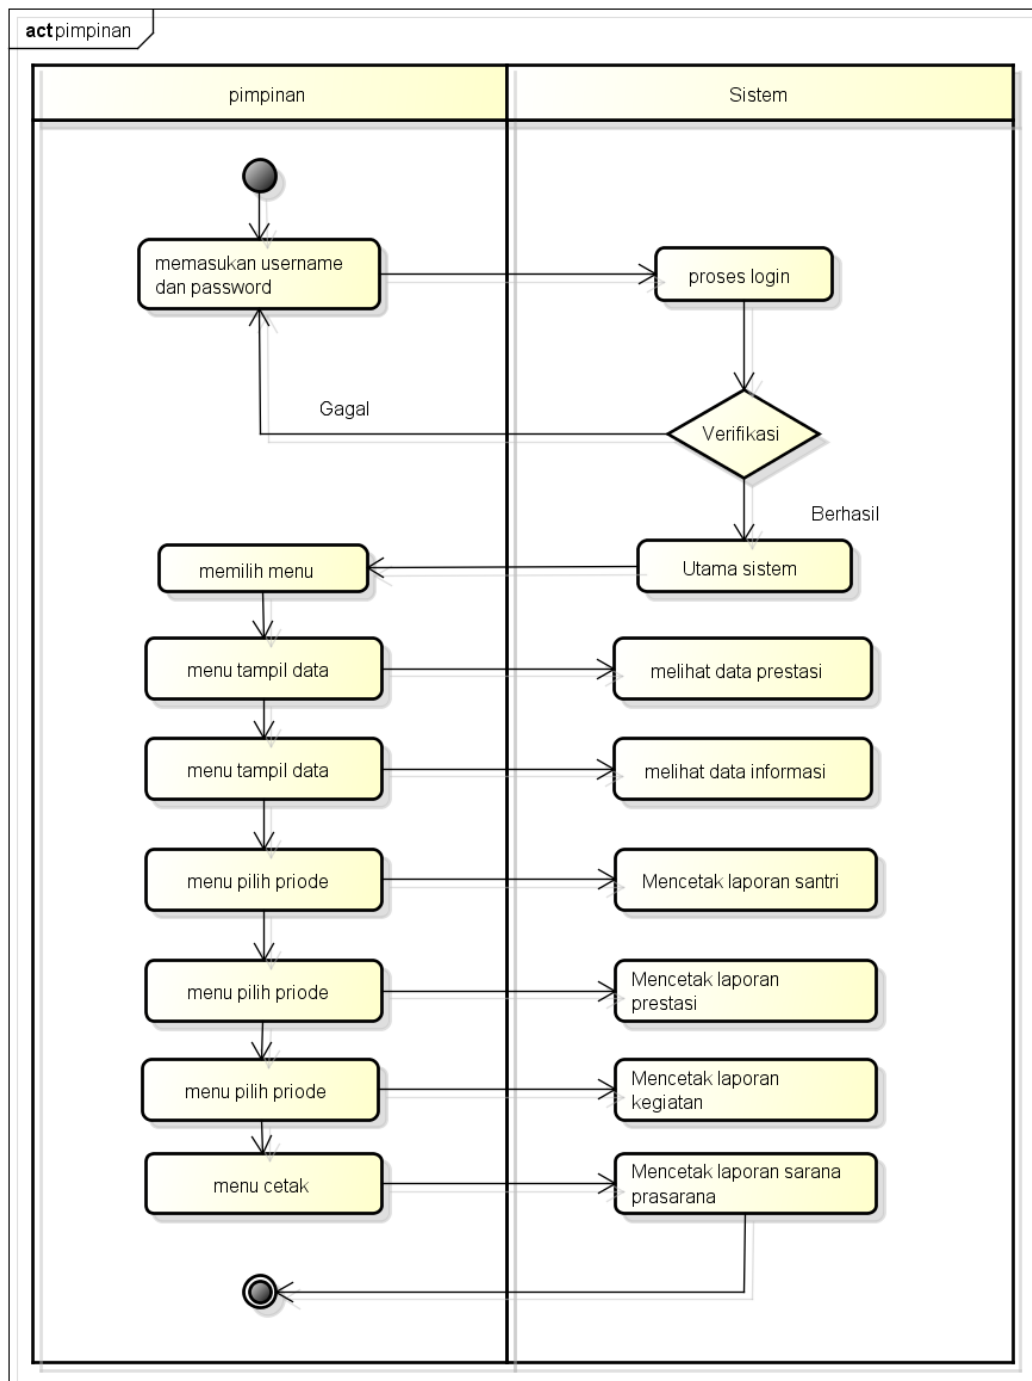 act pimpinan
pimpinan
Sistem
memasukan username
dan password
proses login
Gagal
Verifikasi
Berhasil
memilih menu
Utama sistem
menu tampil data
melihat data prestasi
menu tampil data
melihat data informasi
menu pilih priode
Mencetak laporan santri
menu pilih priode
Mencetak laporan
prestasi
menu pilih priode
Mencetak laporan
kegiatan
menu cetak
Mencetak laporan sarana
prasarana